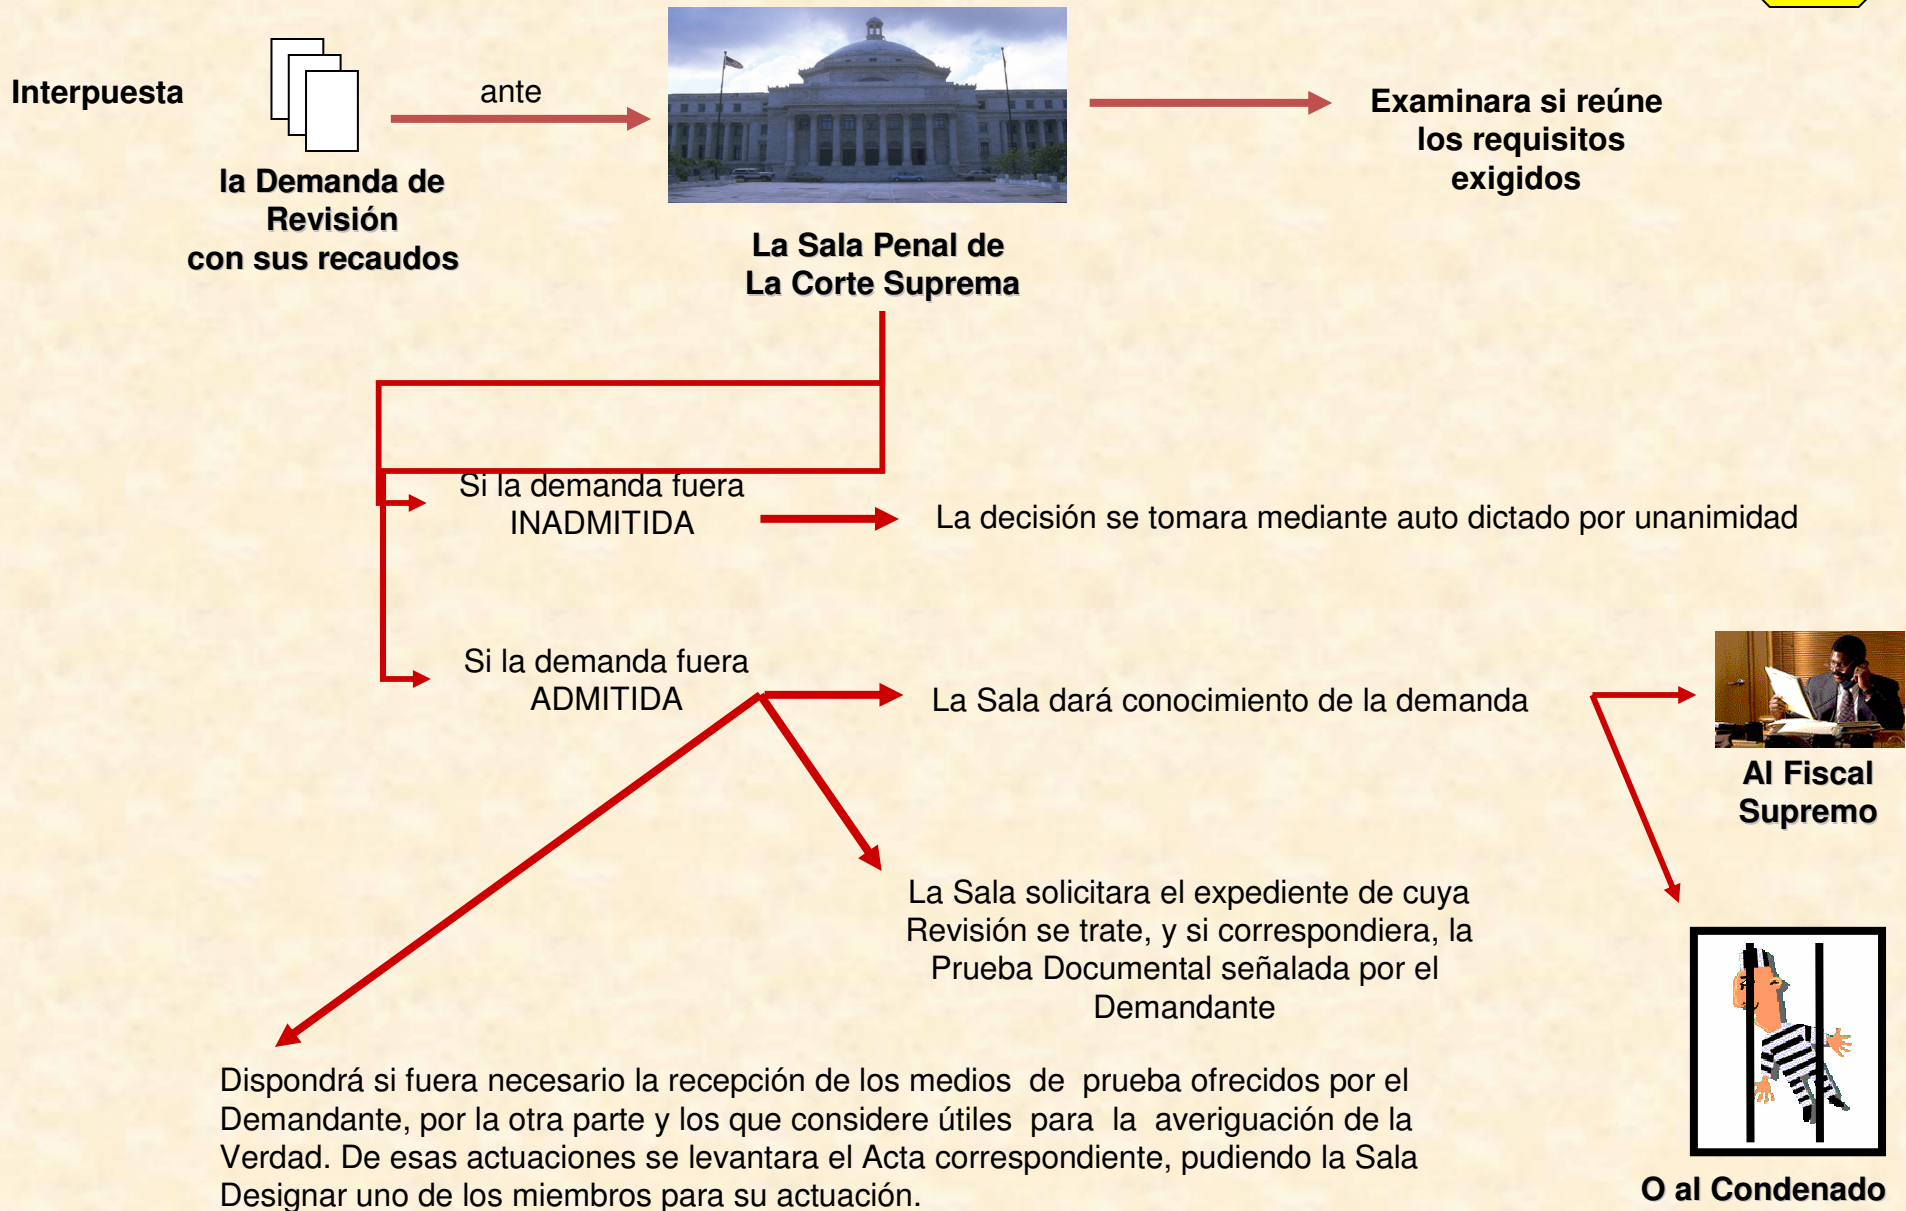 Interpuesta
ante
la Demanda de
Revisión
con sus recaudos
La Sala Penal de
La Corte Suprema
Examinara si reúne
los requisitos
exigidos
Si la demanda fuera
INADMITIDA
La decisión se tomara mediante auto dictado por unanimidad
Si la demanda fuera
ADMITIDA
La Sala dará conocimiento de la demanda
Al Fiscal
Supremo
La Sala solicitara el expediente de cuya
Revisión se trate, y si correspondiera, la
Prueba Documental señalada por el
Demandante
Dispondrá si fuera necesario la recepción de los medios de prueba ofrecidos por el
Demandante, por la otra parte y los que considere útiles para la averiguación de la
Verdad. De esas actuaciones se levantara el Acta correspondiente, pudiendo la Sala
Designar uno de los miembros para su actuación.
O al Condenado